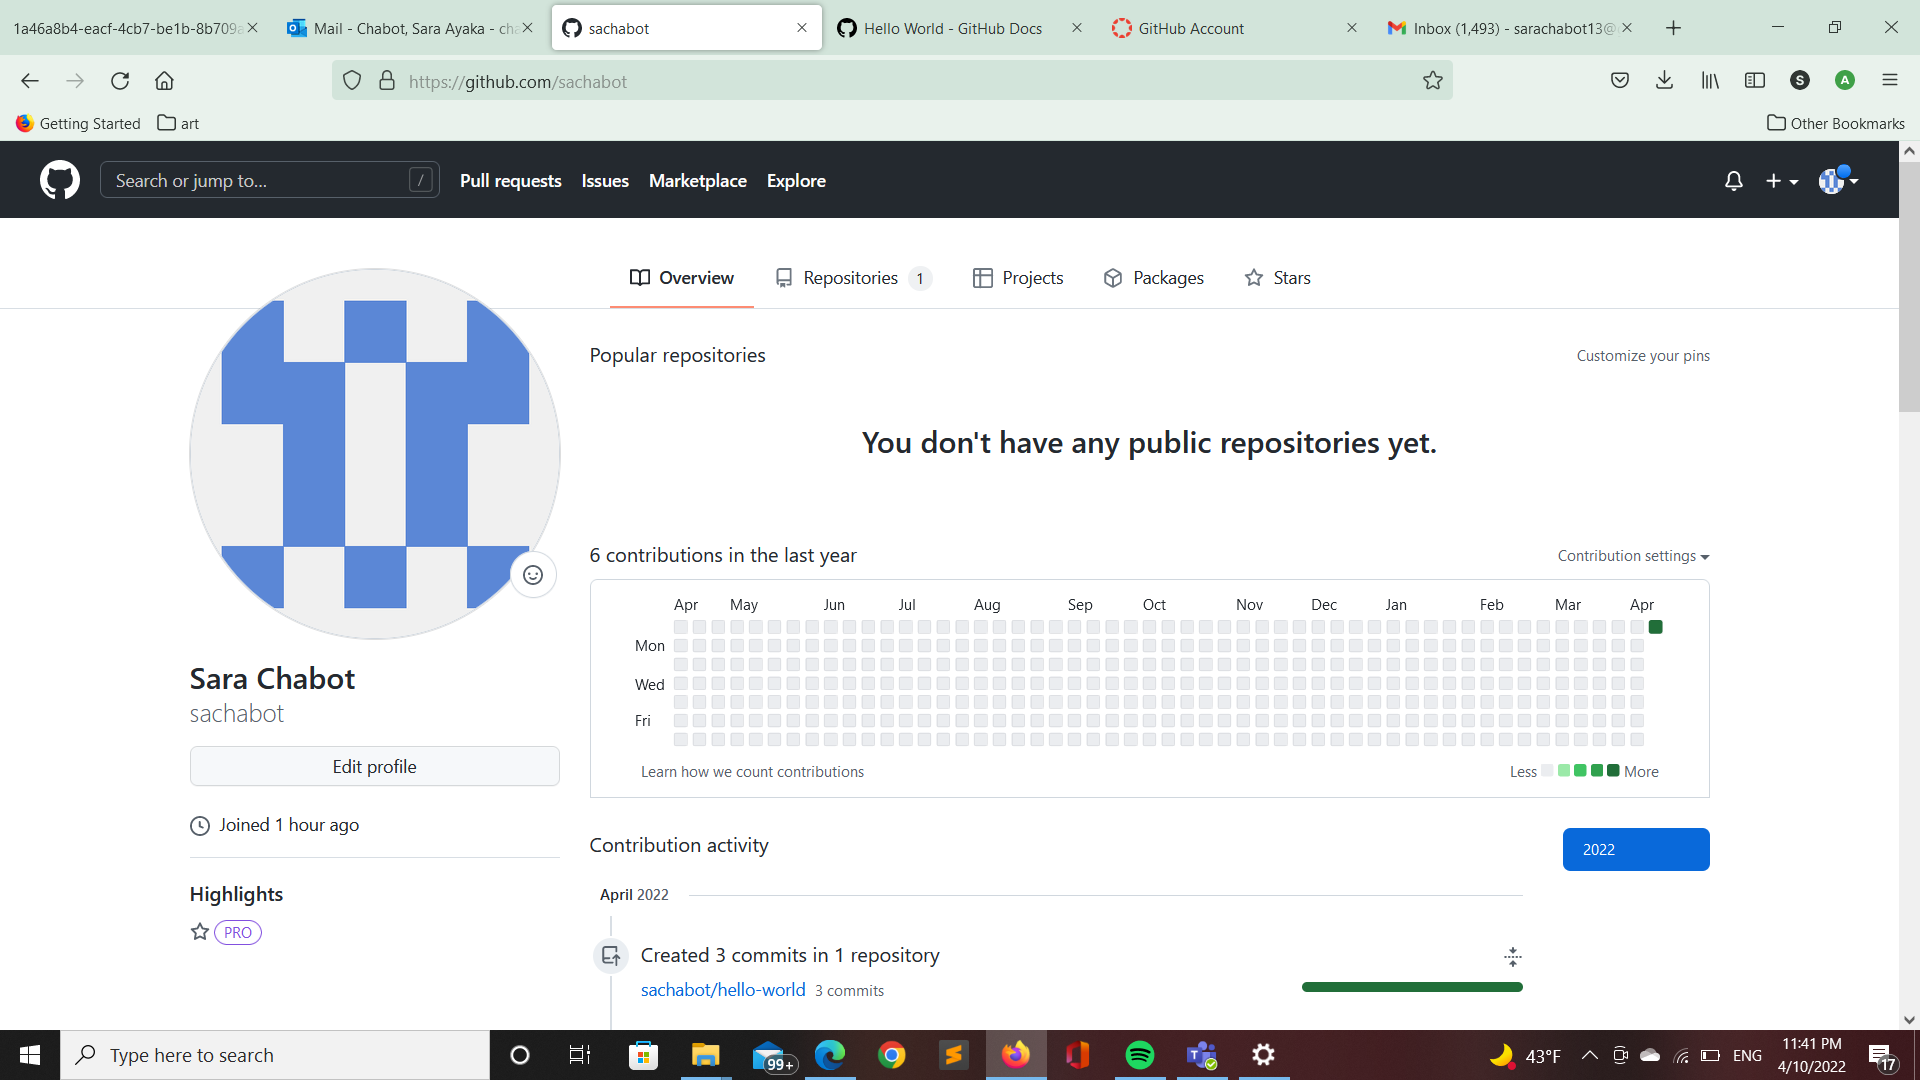 1a46a8b4-eacf-4cb7-be1b-8b709a
Mail - Chabot, Sara Ayaka - cha
sachabot
Hello World - GitHub Docs
GitHub Account
Inbox (1,493) - sarachabot13@
https://github.com/sachabot
S
A
Getting Started
art
Other Bookmarks
Search or jump to...
/
Pull requests
Issues
Marketplace
Explore
Overview
Repositories 1
Projects
Packages
Stars
Popular repositories
Customize your pins
You don't have any public repositories yet.
6 contributions in the last year
Contribution settings
Apr May Jun Jul Aug Sep Oct Nov Dec Jan Feb Mar Apr
Mon
Wed
Fri
Learn how we count contributions
Less More
Sara Chabot
sachabot
Edit profile
Joined 1 hour ago
Highlights
PRO
Contribution activity
2022
April 2022
Created 3 commits in 1 repository
sachabot/hello-world 3 commits
Type here to search
99+
43°F
ENG
11:41 PM
4/10/2022
17